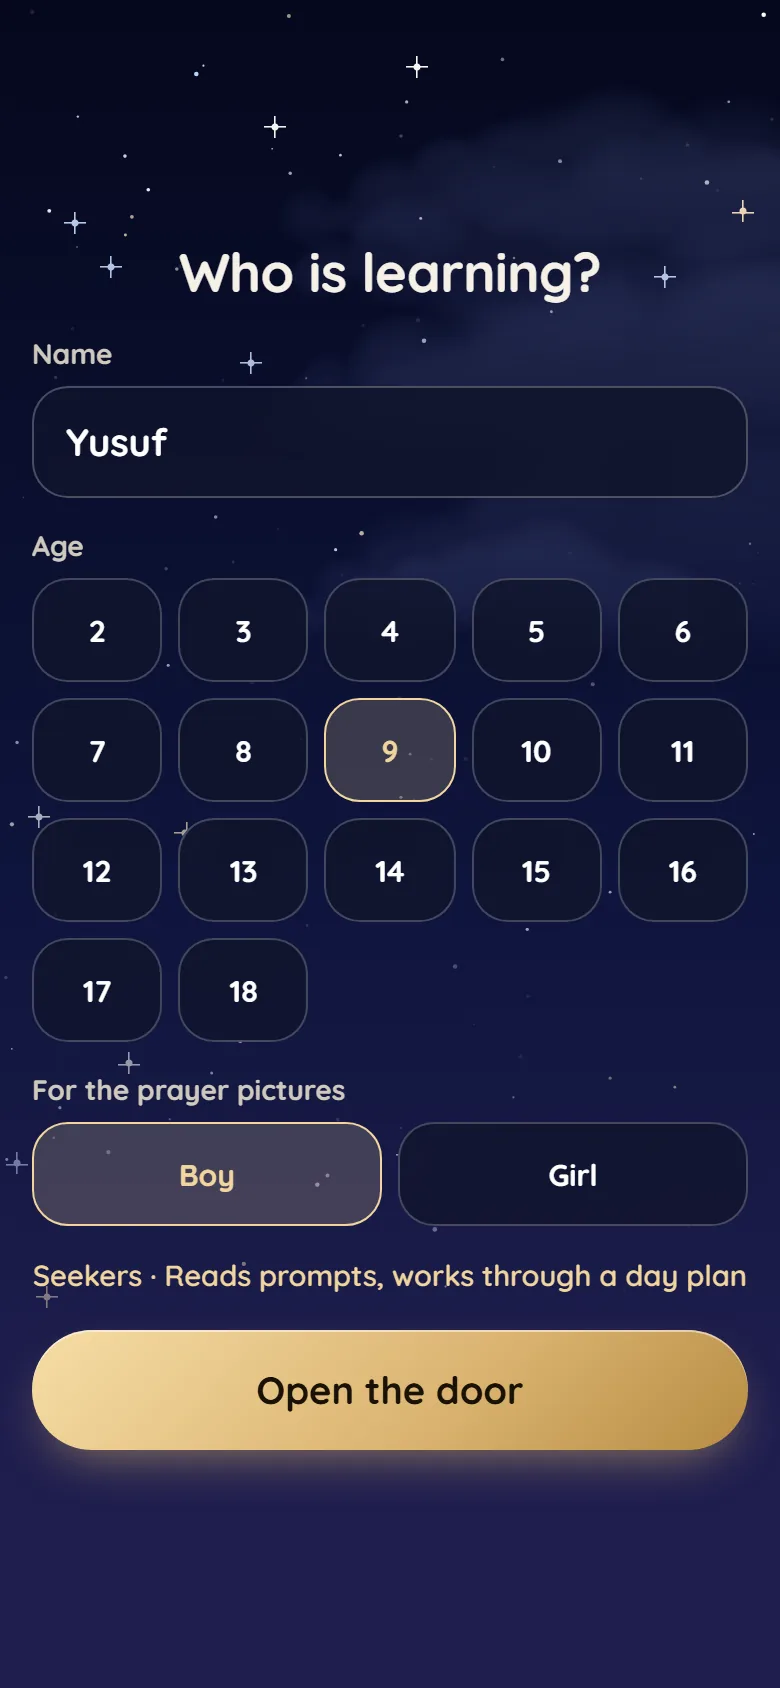 Who is learning?
Name
Yusuf
Age
2 3 4 5 6
7 8 9 10 11
12 13 14 15 16
17 18
For the prayer pictures
Boy Girl
Seekers · Reads prompts, works through a day plan
Open the door